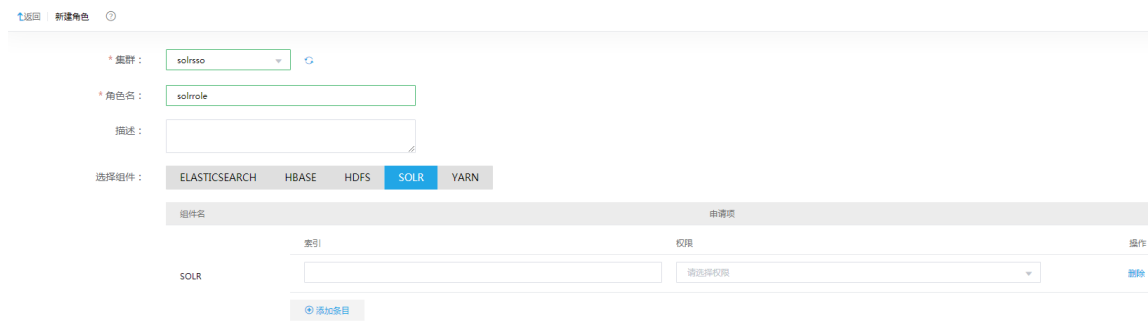 返回 新建角色 ?
* 集群： solrsso
* 角色名： solrrole
描述：
选择组件： ELASTICSEARCH HBASE HDFS SOLR YARN
组件名 申请项
索引 权限 操作
SOLR 请选择权限 删除
添加条目